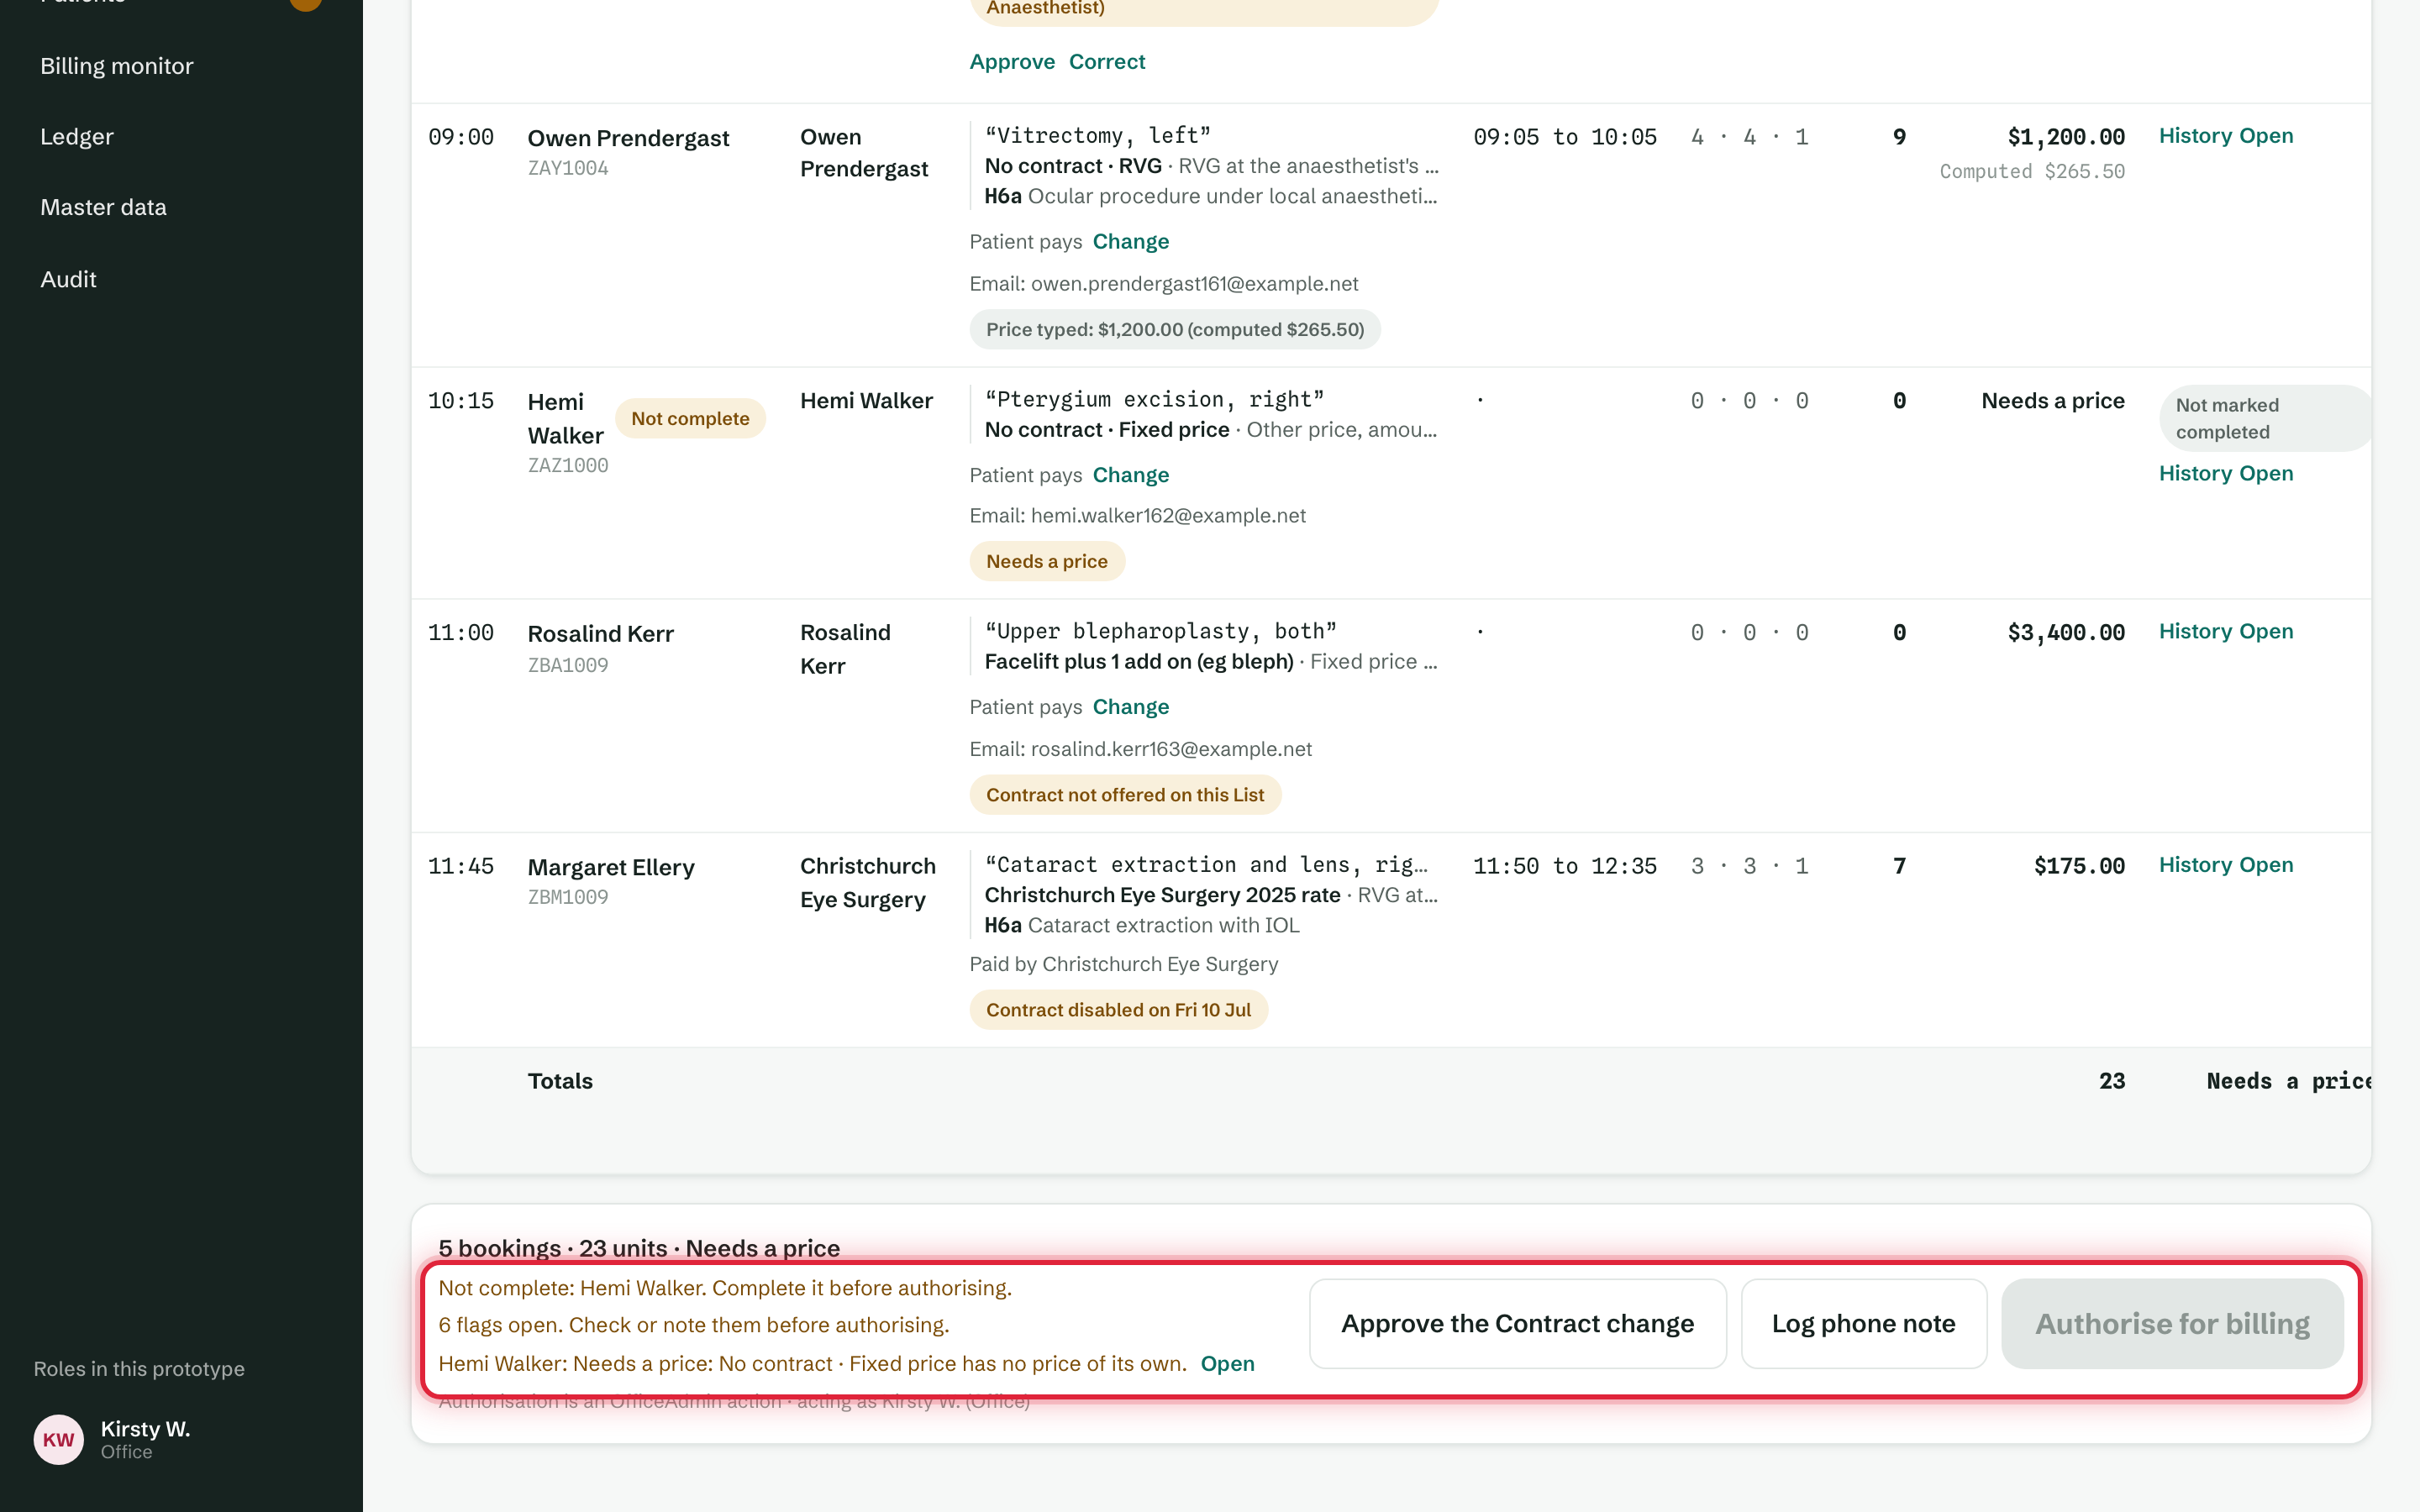 Patients
Billing monitor
Ledger
Master data
Audit
Roles in this prototype
KW
Kirsty W.
Office
Anaesthetist)
Approve Correct
09:00 Owen Prendergast Owen “Vitrectomy, left” 09:05 to 10:05 4 · 4 · 1 9 $1,200.00 History Open
ZAY1004 Prendergast No contract · RVG · RVG at the anaesthetist's … Computed $265.50
H6a Ocular procedure under local anaestheti…
Patient pays Change
Email: owen.prendergast161@example.net
Price typed: $1,200.00 (computed $265.50)
10:15 Hemi Not complete Hemi Walker “Pterygium excision, right” · 0 · 0 · 0 0 Needs a price Not marked
Walker No contract · Fixed price · Other price, amou… completed
ZAZ1000 Patient pays Change History Open
Email: hemi.walker162@example.net
Needs a price
11:00 Rosalind Kerr Rosalind “Upper blepharoplasty, both” · 0 · 0 · 0 0 $3,400.00 History Open
ZBA1009 Kerr Facelift plus 1 add on (eg bleph) · Fixed price …
Patient pays Change
Email: rosalind.kerr163@example.net
Contract not offered on this List
11:45 Margaret Ellery Christchurch “Cataract extraction and lens, rig… 11:50 to 12:35 3 · 3 · 1 7 $175.00 History Open
ZBM1009 Eye Surgery Christchurch Eye Surgery 2025 rate · RVG at…
H6a Cataract extraction with IOL
Paid by Christchurch Eye Surgery
Contract disabled on Fri 10 Jul
Totals 23 Needs a price
5 bookings · 23 units · Needs a price
Not complete: Hemi Walker. Complete it before authorising.
6 flags open. Check or note them before authorising.
Hemi Walker: Needs a price: No contract · Fixed price has no price of its own. Open
Authorisation is an OfficeAdmin action · acting as Kirsty W. (Office)
Approve the Contract change Log phone note Authorise for billing